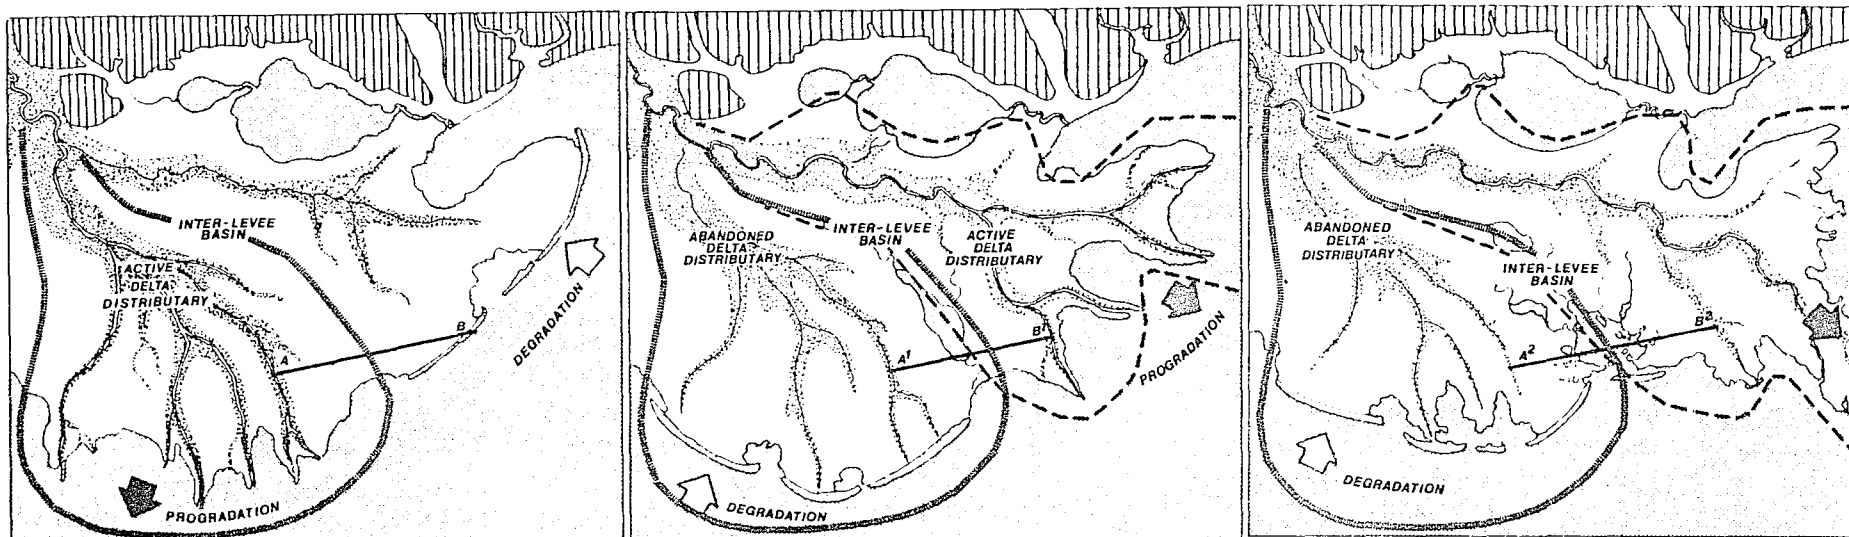 INTER-LEVEE
BASIN
ACTIVE
DELTA
DISTRIBUTARY
A
B
DEGRADATION
PROGRADATION
ABANDONED
DELTA
DISTRIBUTARY
INTER-LEVEE
BASIN
ACTIVE
DELTA
DISTRIBUTARY
A1
B1
PROGRADATION
DEGRADATION
ABANDONED
DELTA
DISTRIBUTARY
INTER-LEVEE
BASIN
A2
B2
DEGRADATION